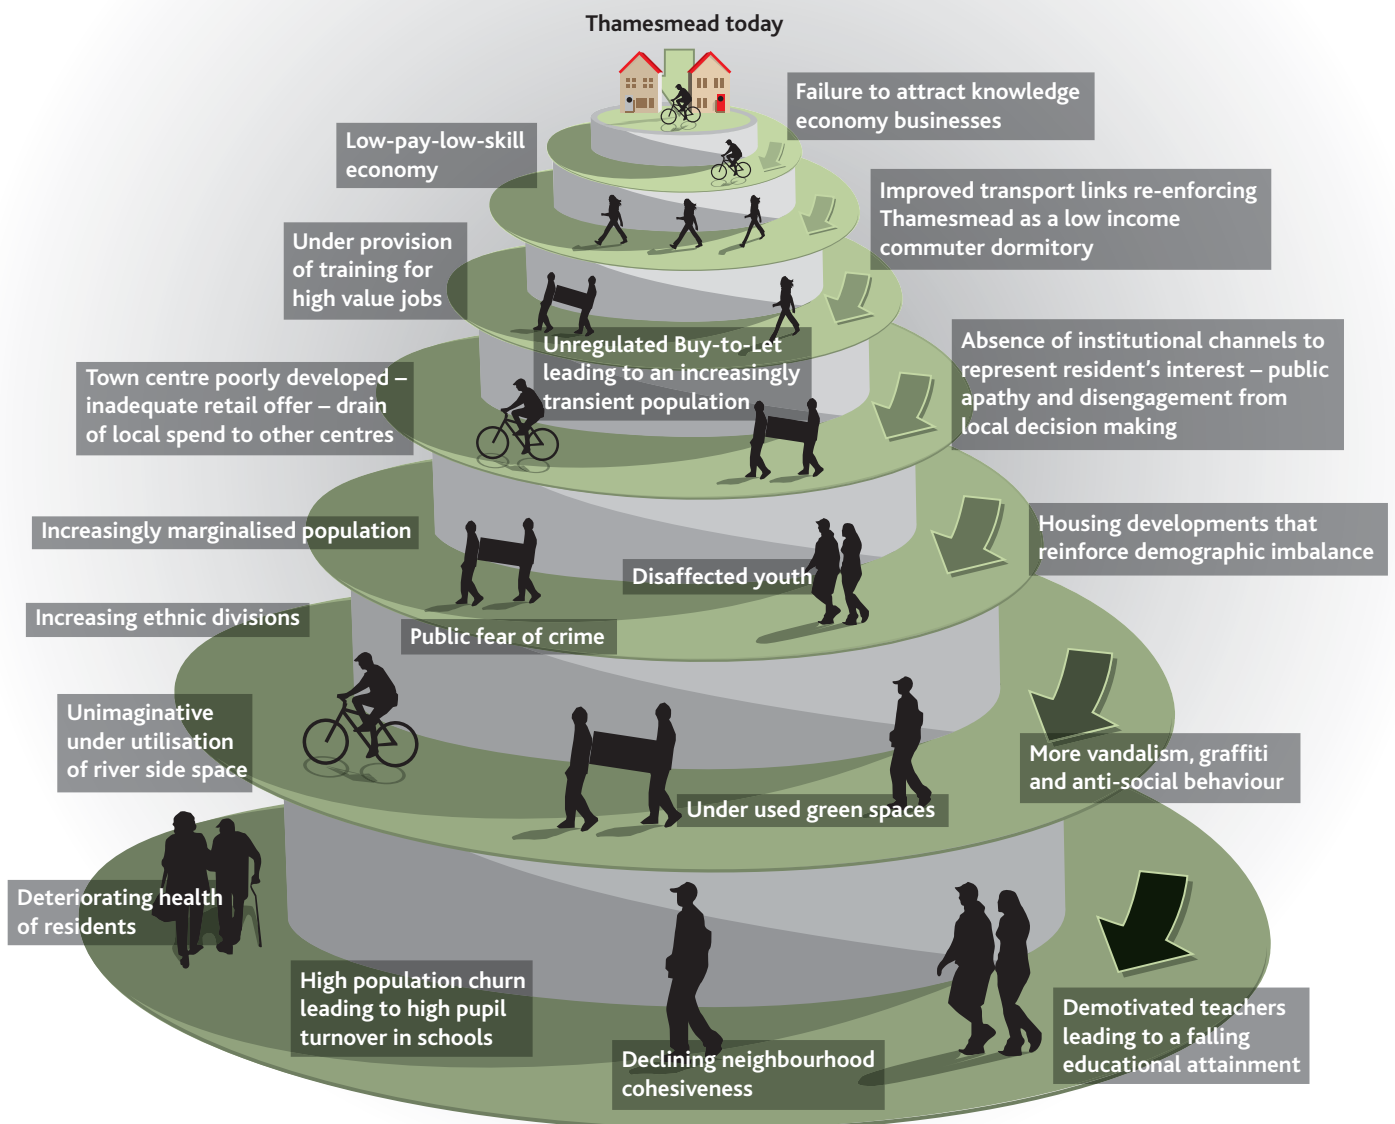 Thamesmead today
Failure to attract knowledge
economy businesses
Low-pay-low-skill
economy
Improved transport links re-enforcing
Thamesmead as a low income
commuter dormitory
Under provision
of training for
high value jobs
Unregulated Buy-to-Let
leading to an increasingly
transient population
Absence of institutional channels to
represent resident’s interest – public
apathy and disengagement from
local decision making
Town centre poorly developed –
inadequate retail offer – drain
of local spend to other centres
Increasingly marginalised population
Housing developments that
reinforce demographic imbalance
Disaffected youth
Increasing ethnic divisions
Public fear of crime
Unimaginative
under utilisation
of river side space
More vandalism, graffiti
and anti-social behaviour
Under used green spaces
Deteriorating health
of residents
High population churn
leading to high pupil
turnover in schools
Demotivated teachers
leading to a falling
educational attainment
Declining neighbourhood
cohesiveness